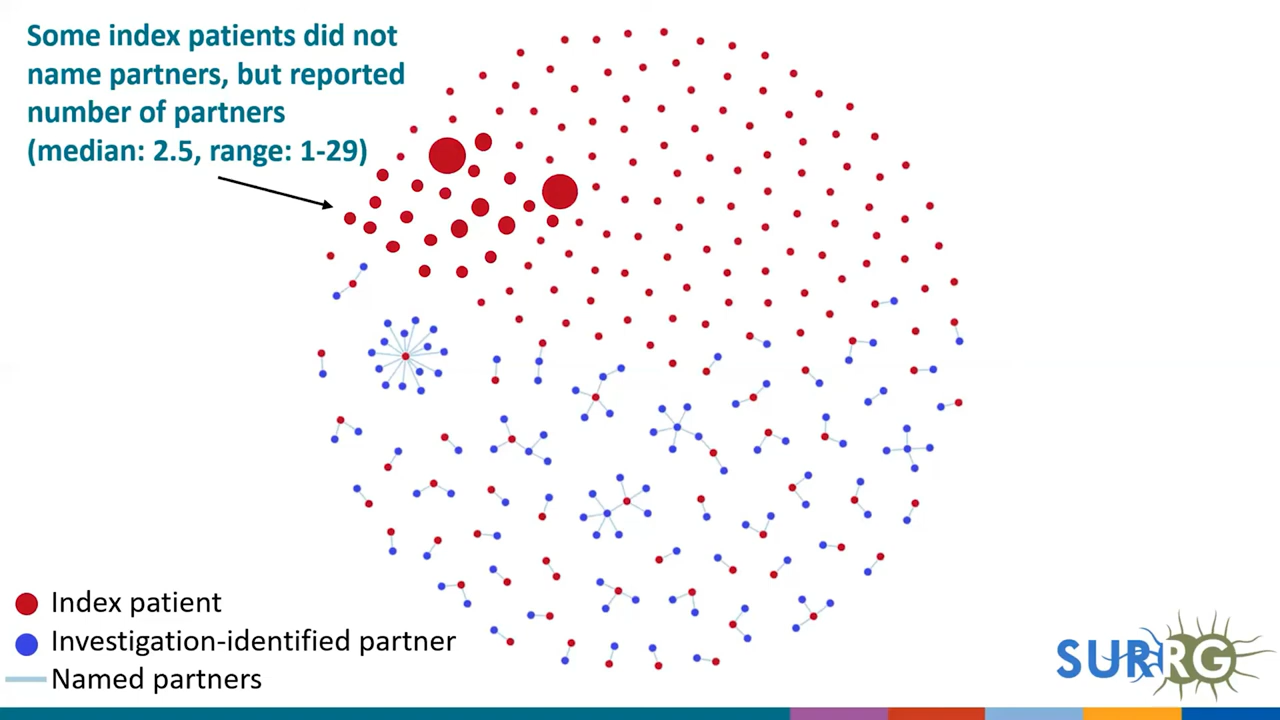 Some index patients did not
name partners, but reported
number of partners
(median: 2.5, range: 1-29)
Index patient
Investigation-identified partner
Named partners
SURRG